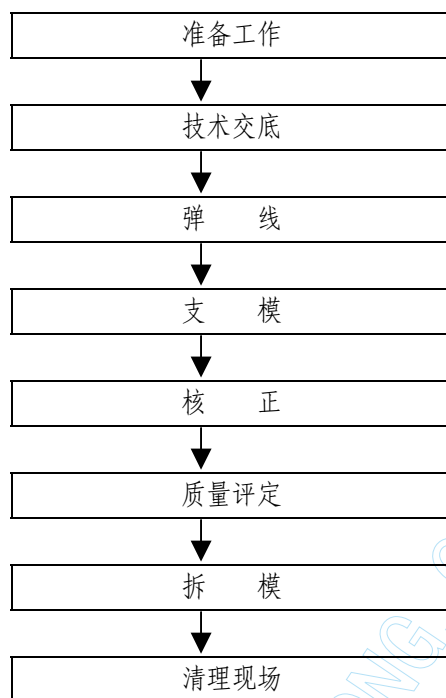 准备工作
技术交底
弹 线
支 模
核 正
质量评定
拆 模
清理现场